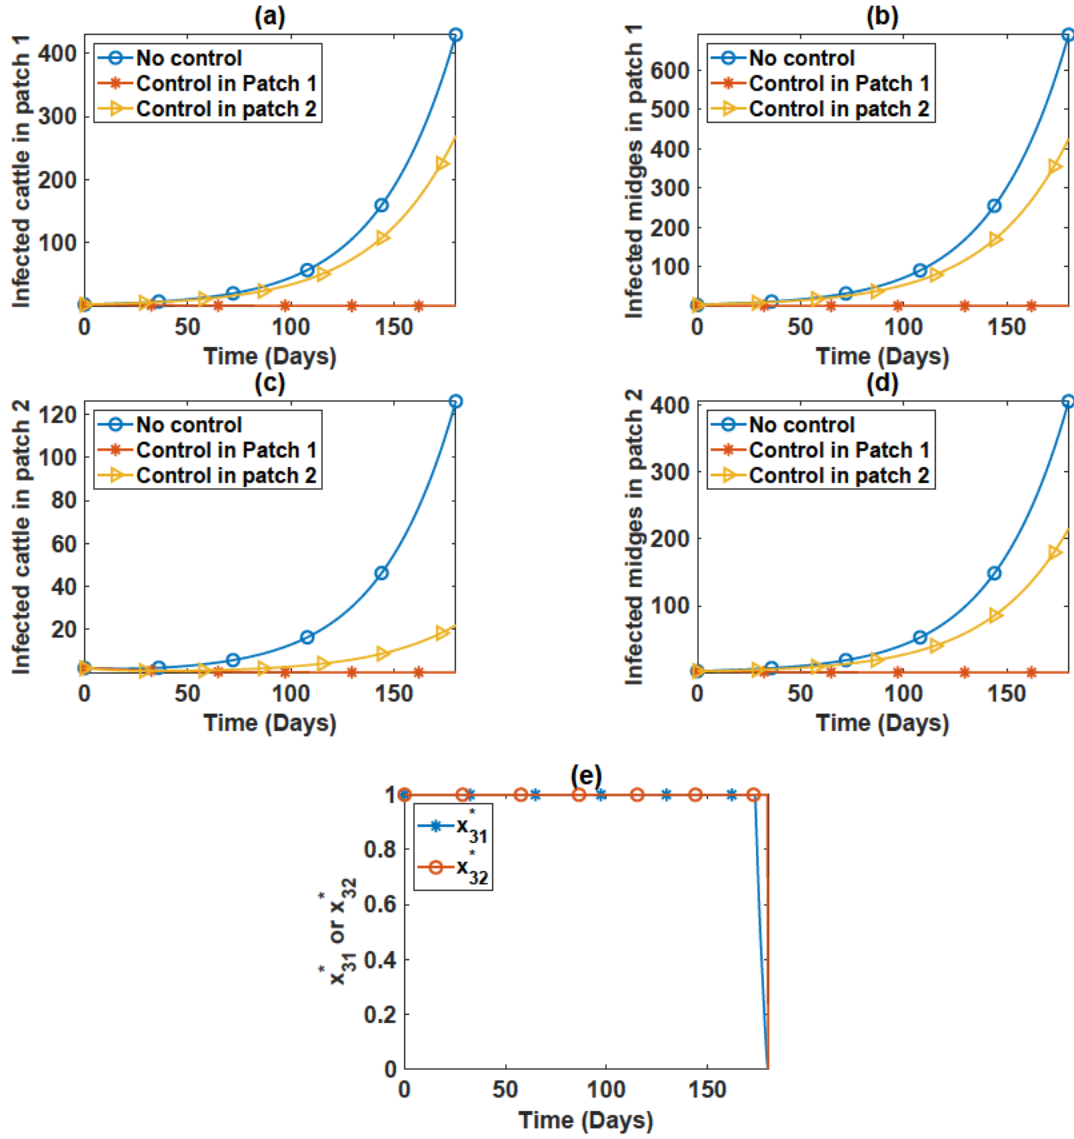 (a)
Infected cattle in patch 1
400
300
200
100
No control
Control in Patch 1
Control in patch 2
0 50 100 150
Time (Days)
(b)
Infected midges in patch 1
600
500
400
300
200
100
No control
Control in Patch 1
Control in patch 2
0 50 100 150
Time (Days)
(c)
Infected cattle in patch 2
120
100
80
60
40
20
No control
Control in Patch 1
Control in patch 2
0 50 100 150
Time (Days)
(d)
Infected midges in patch 2
400
300
200
100
No control
Control in Patch 1
Control in patch 2
0 50 100 150
Time (Days)
(e)
x*31 or x*32
1
0.8
0.6
0.4
0.2
0
x*31
x*32
0 50 100 150
Time (Days)